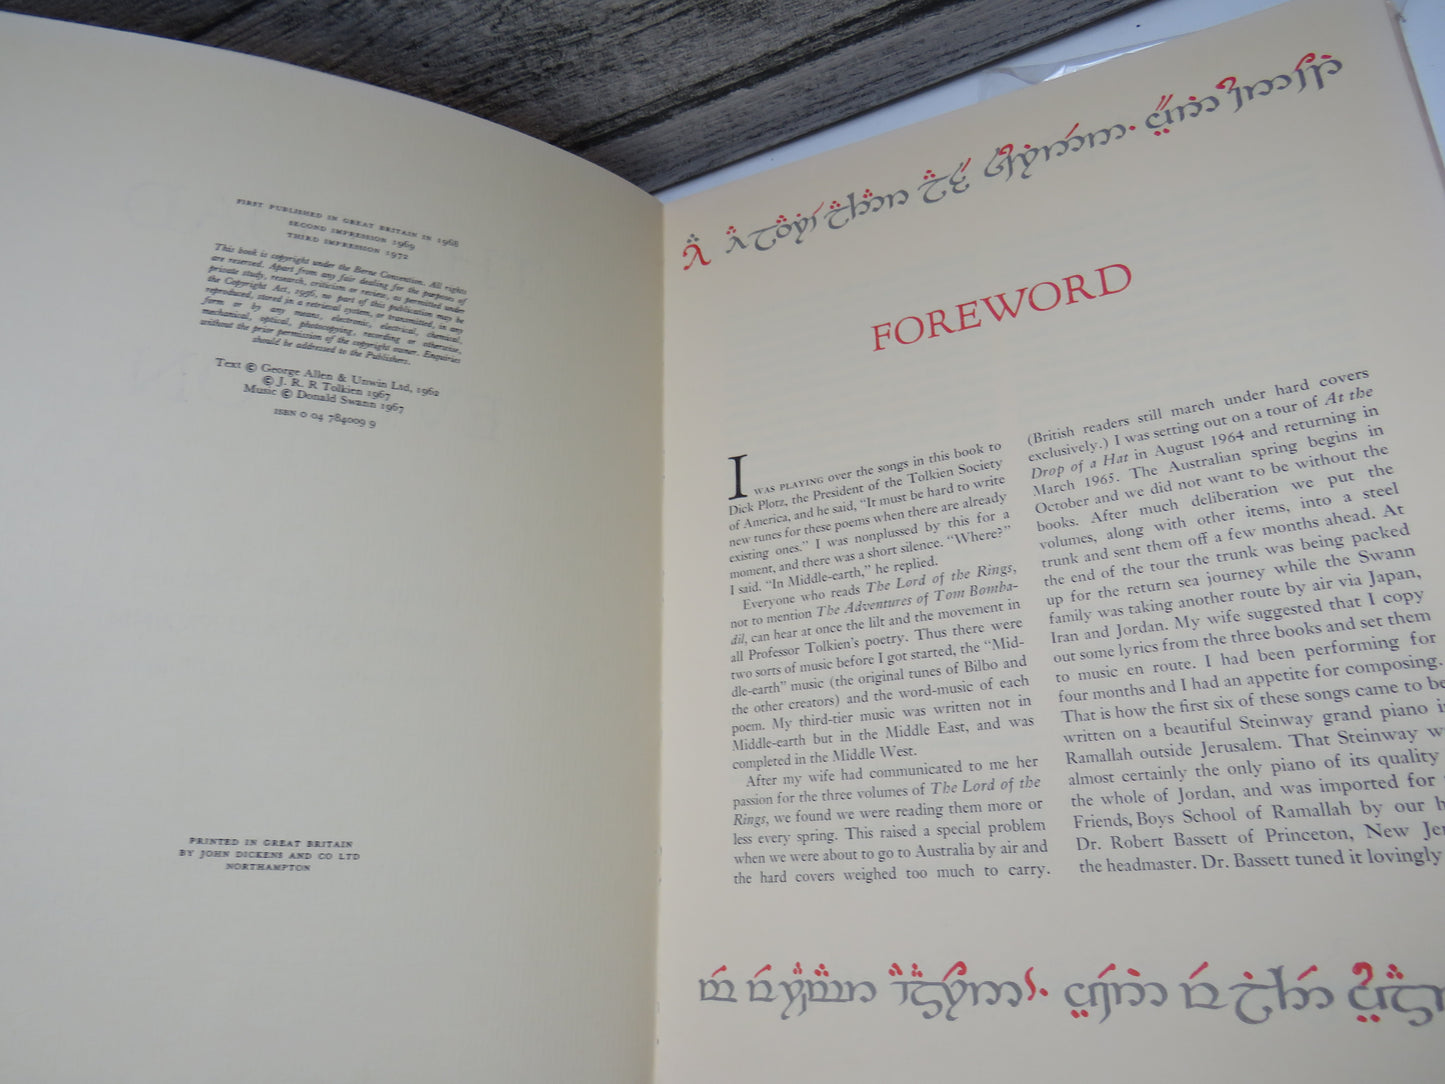 FIRST PUBLISHED IN GREAT BRITAIN IN 1968
SECOND IMPRESSION 1969
THIRD IMPRESSION 1972
This book is copyright under the Berne Convention. All rights
are reserved. Apart from any fair dealing for the purposes of
private study, research, criticism or review, as permitted under
the Copyright Act, 1956, no part of this publication may be
reproduced, stored in a retrieval system, or transmitted, in any
form or by any means, electronic, electrical, chemical,
mechanical, optical, photocopying, recording or otherwise,
without the prior permission of the copyright owner. Enquiries
should be addressed to the Publishers.
Text © George Allen & Unwin Ltd, 1962
© J. R. R Tolkien 1967
Music © Donald Swann 1967
ISBN 0 04 784009 9
PRINTED IN GREAT BRITAIN
BY JOHN DICKENS AND CO LTD
NORTHAMPTON
FOREWORD
I WAS PLAYING over the songs in this book to
Dick Plotz, the President of the Tolkien Society
of America, and he said, “It must be hard to write
new tunes for these poems when there are already
existing ones.” I was nonplussed by this for a
moment, and there was a short silence. “Where?”
I said. “In Middle-earth,” he replied.
Everyone who reads The Lord of the Rings,
not to mention The Adventures of Tom Bomba-
dil, can hear at once the lilt and the movement in
all Professor Tolkien's poetry. Thus there were
two sorts of music before I got started, the “Mid-
dle-earth” music (the original tunes of Bilbo and
the other creators) and the word-music of each
poem. My third-tier music was written not in
Middle-earth but in the Middle East, and was
completed in the Middle West.
After my wife had communicated to me her
passion for the three volumes of The Lord of the
Rings, we found we were reading them more or
less every spring. This raised a special problem
when we were about to go to Australia by air and
the hard covers weighed too much to carry.
(British readers still march under hard covers
exclusively.) I was setting out on a tour of At the
Drop of a Hat in August 1964 and returning in
March 1965. The Australian spring begins in
October and we did not want to be without the
books. After much deliberation we put the
volumes, along with other items, into a steel
trunk and sent them off a few months ahead. At
the end of the tour the trunk was being packed
up for the return sea journey while the Swann
family was taking another route by air via Japan,
Iran and Jordan. My wife suggested that I copy
out some lyrics from the three books and set them
to music en route. I had been performing for
four months and I had an appetite for composing.
That is how the first six of these songs came to be
written on a beautiful Steinway grand piano i
Ramallah outside Jerusalem. That Steinway w
almost certainly the only piano of its quality
the whole of Jordan, and was imported for
Friends, Boys School of Ramallah by our h
Dr. Robert Bassett of Princeton, New Jer
the headmaster. Dr. Bassett tuned it lovingly